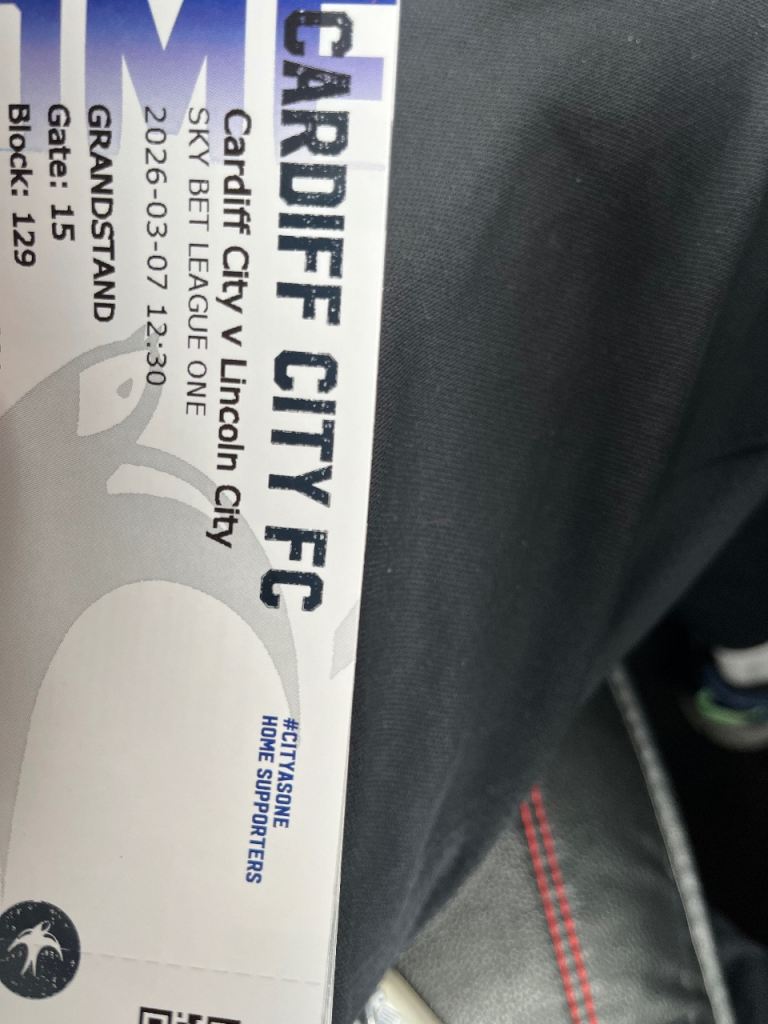 CARDIFF CITY FC
Cardiff City v Lincoln City
SKY BET LEAGUE ONE
2026-03-07 12:30
GRANDSTAND
Gate: 15
Block: 129
#CITYASONE
HOME SUPPORTERS